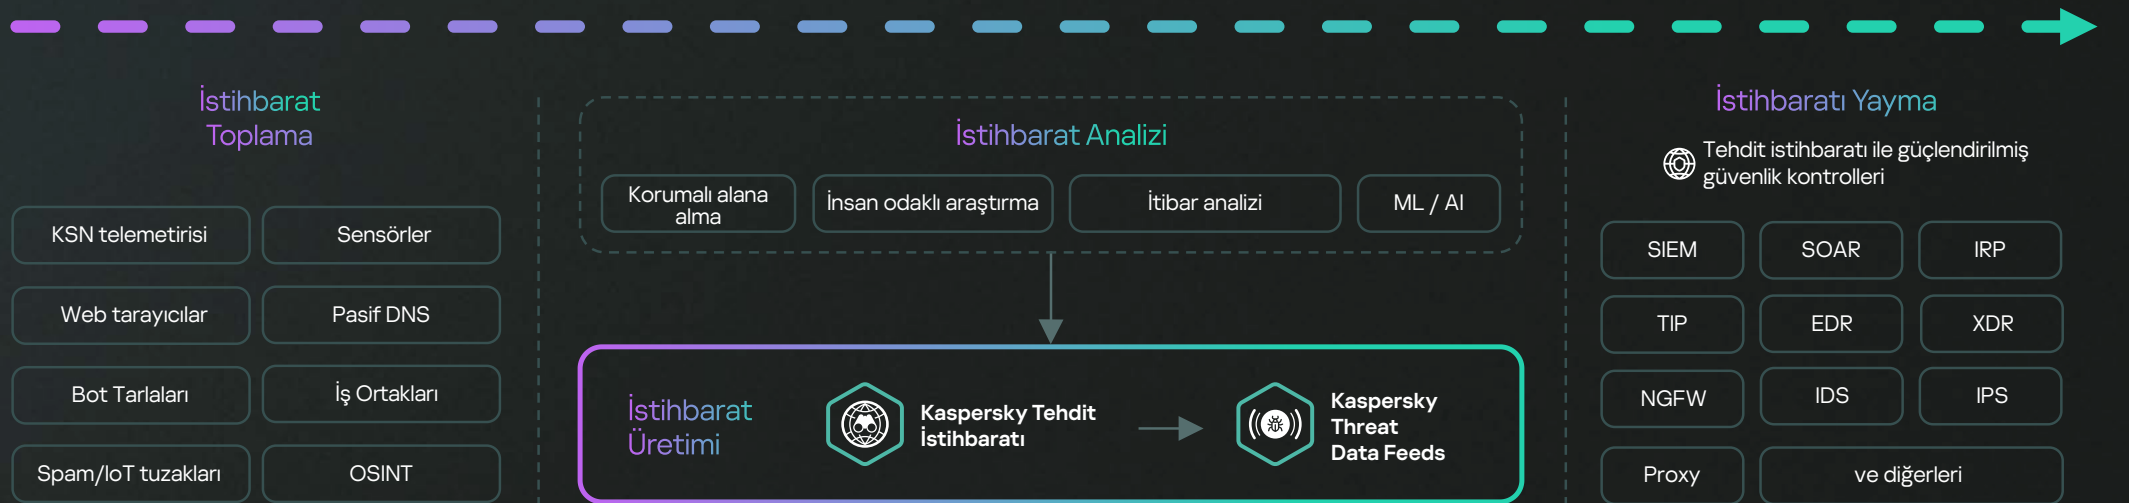 İstihbarat
Toplama
KSN telemetirisi
Sensörler
Web tarayıcılar
Pasif DNS
Bot Tarlaları
İş Ortakları
Spam/IoT tuzakları
OSINT
İstihbarat Analizi
Korumalı alana
alma
İnsan odaklı araştırma
İtibar analizi
ML / AI
İstihbarat
Üretimi
Kaspersky Tehdit
İstihbaratı
Kaspersky
Threat
Data Feeds
İstihbaratı Yayma
Tehdit istihbaratı ile güçlendirilmiş
güvenlik kontrolleri
SIEM
SOAR
IRP
TIP
EDR
XDR
NGFW
IDS
IPS
Proxy
ve diğerleri